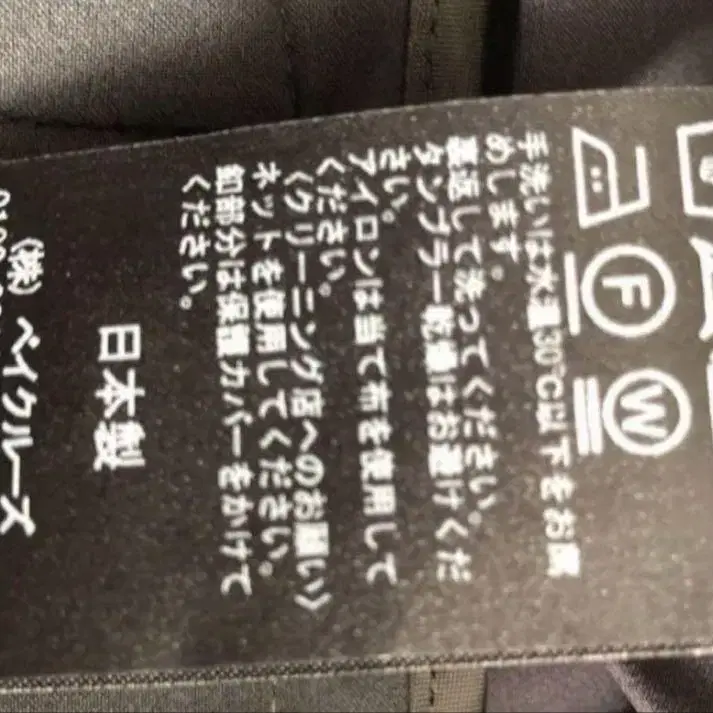 F
W
手洗いは水温30℃以下をお薦
めします。
裏返して洗ってください。
タンブラー乾燥はお避けくだ
さい。
アイロンは当て布を使用して
ください。
〈クリーニング店へのお願い〉
ネットを使用してください。
釦部分は保護カバーをかけて
ください。
日本製
(株)ベイクルーズ